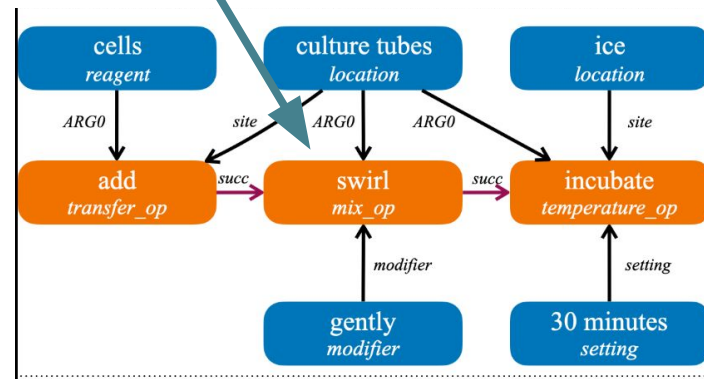 cells
reagent
culture tubes
location
ice
location
ARG0
site
ARG0
ARG0
site
add
transfer_op
succ
swirl
mix_op
succ
incubate
temperature_op
modifier
setting
gently
modifier
30 minutes
setting